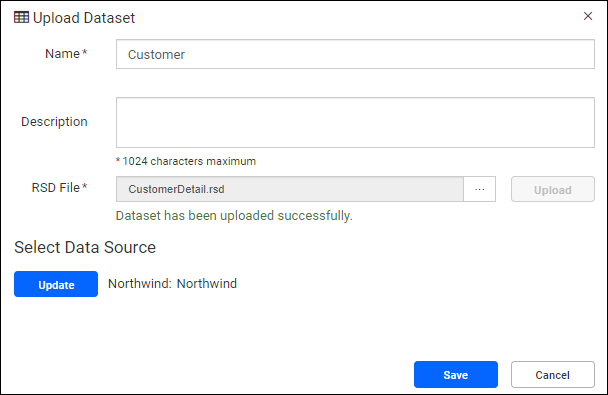 Upload Dataset ×
Name * Customer
Description
* 1024 characters maximum
RSD File * CustomerDetail.rsd ... Upload
Dataset has been uploaded successfully.
Select Data Source
Update Northwind: Northwind
Save Cancel